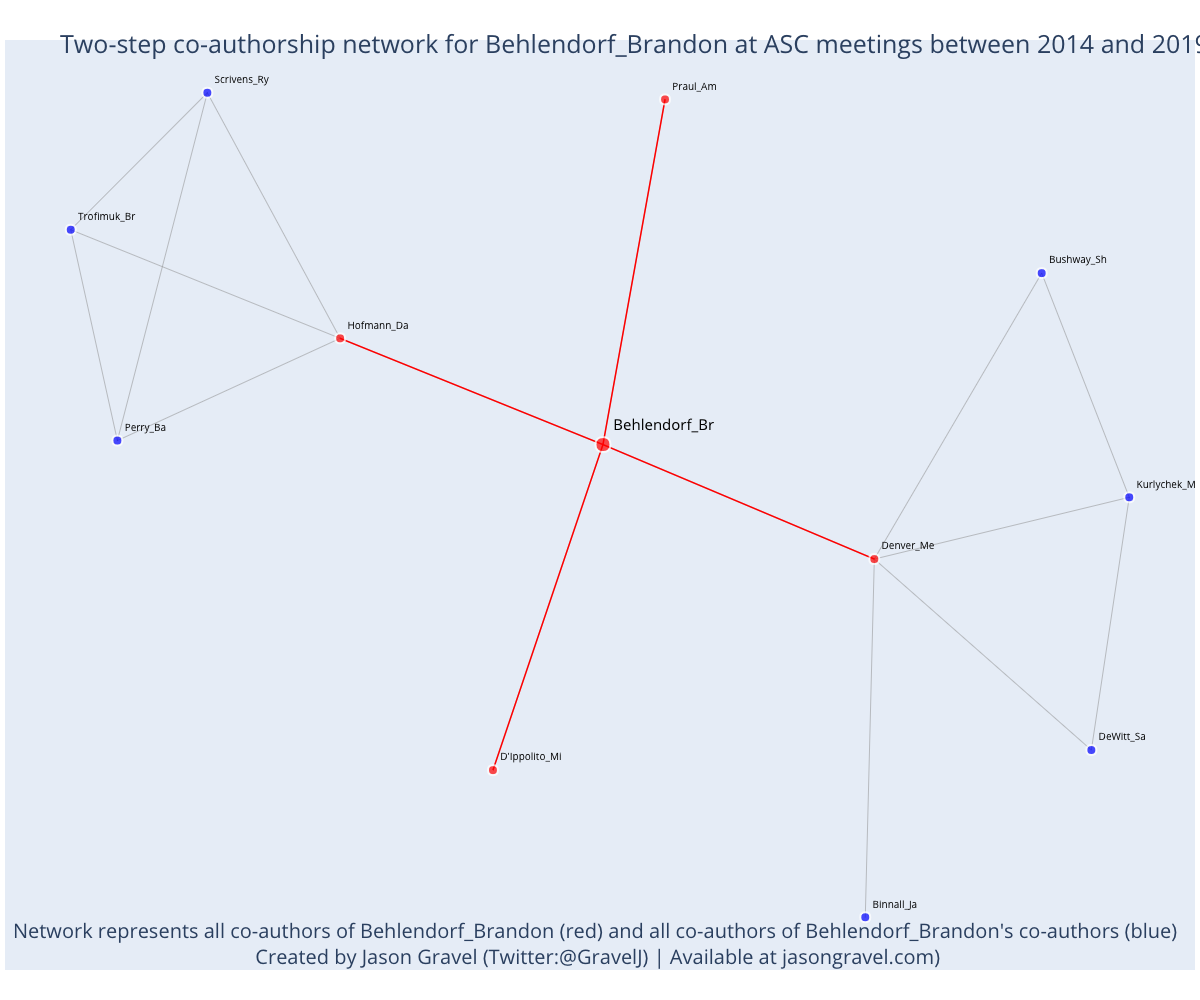 Two-step co-authorship network for Behlendorf_Brandon at ASC meetings between 2014 and 2019
Scrivens_Ry
Praul_Am
Trofimuk_Br
Bushway_Sh
Hofmann_Da
Behlendorf_Br
Perry_Ba
Kurlychek_M
Denver_Me
DeWitt_Sa
D'Ippolito_Mi
Binnall_Ja
Network represents all co-authors of Behlendorf_Brandon (red) and all co-authors of Behlendorf_Brandon's co-authors (blue)
Created by Jason Gravel (Twitter:@GravelJ) | Available at jasongravel.com)